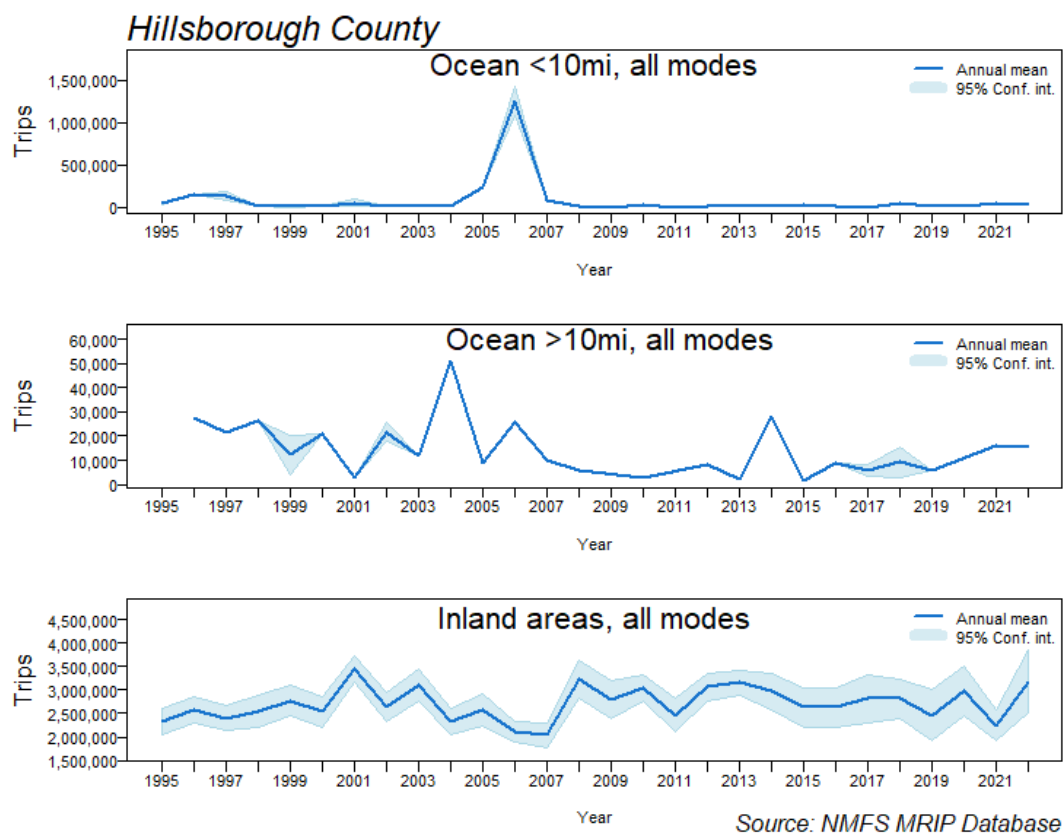 Hillsborough County
Ocean <10mi, all modes
Annual mean
95% Conf. int.
Trips
1,500,000
1,000,000
500,000
0
1995 1997 1999 2001 2003 2005 2007 2009 2011 2013 2015 2017 2019 2021
Year
Ocean >10mi, all modes
Annual mean
95% Conf. int.
Trips
60,000
50,000
40,000
30,000
20,000
10,000
0
1995 1997 1999 2001 2003 2005 2007 2009 2011 2013 2015 2017 2019 2021
Year
Inland areas, all modes
Annual mean
95% Conf. int.
Trips
4,500,000
4,000,000
3,500,000
3,000,000
2,500,000
2,000,000
1,500,000
1995 1997 1999 2001 2003 2005 2007 2009 2011 2013 2015 2017 2019 2021
Year
Source: NMFS MRIP Database